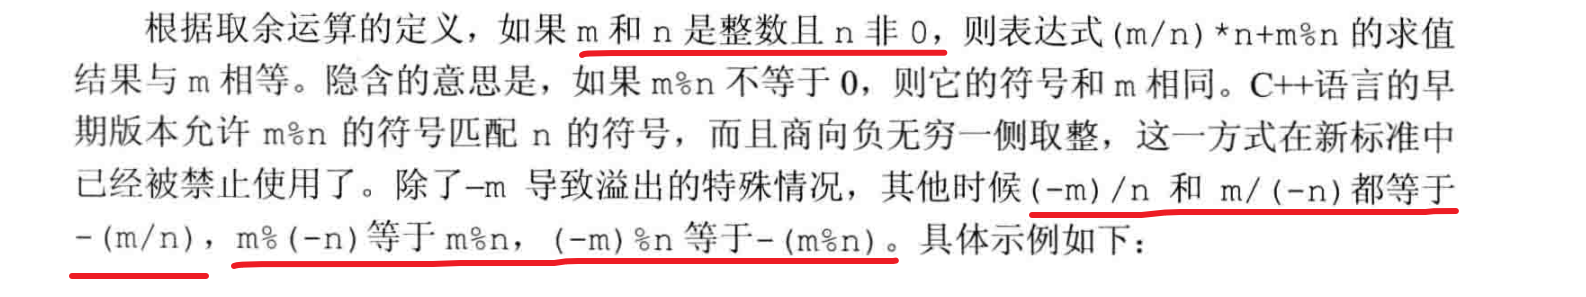 根据取余运算的定义，如果 m 和 n 是整数且 n 非 0，则表达式(m/n)*n+m%n 的求值
结果与 m 相等。隐含的意思是，如果 m%n 不等于 0，则它的符号和 m 相同。C++语言的早
期版本允许 m%n 的符号匹配 n 的符号，而且商向负无穷一侧取整，这一方式在新标准中
已经被禁止使用了。除了–m 导致溢出的特殊情况，其他时候(-m)/n 和 m/(-n)都等于
-(m/n)，m%(-n)等于 m%n，(-m)%n 等于-(m%n)。具体示例如下：